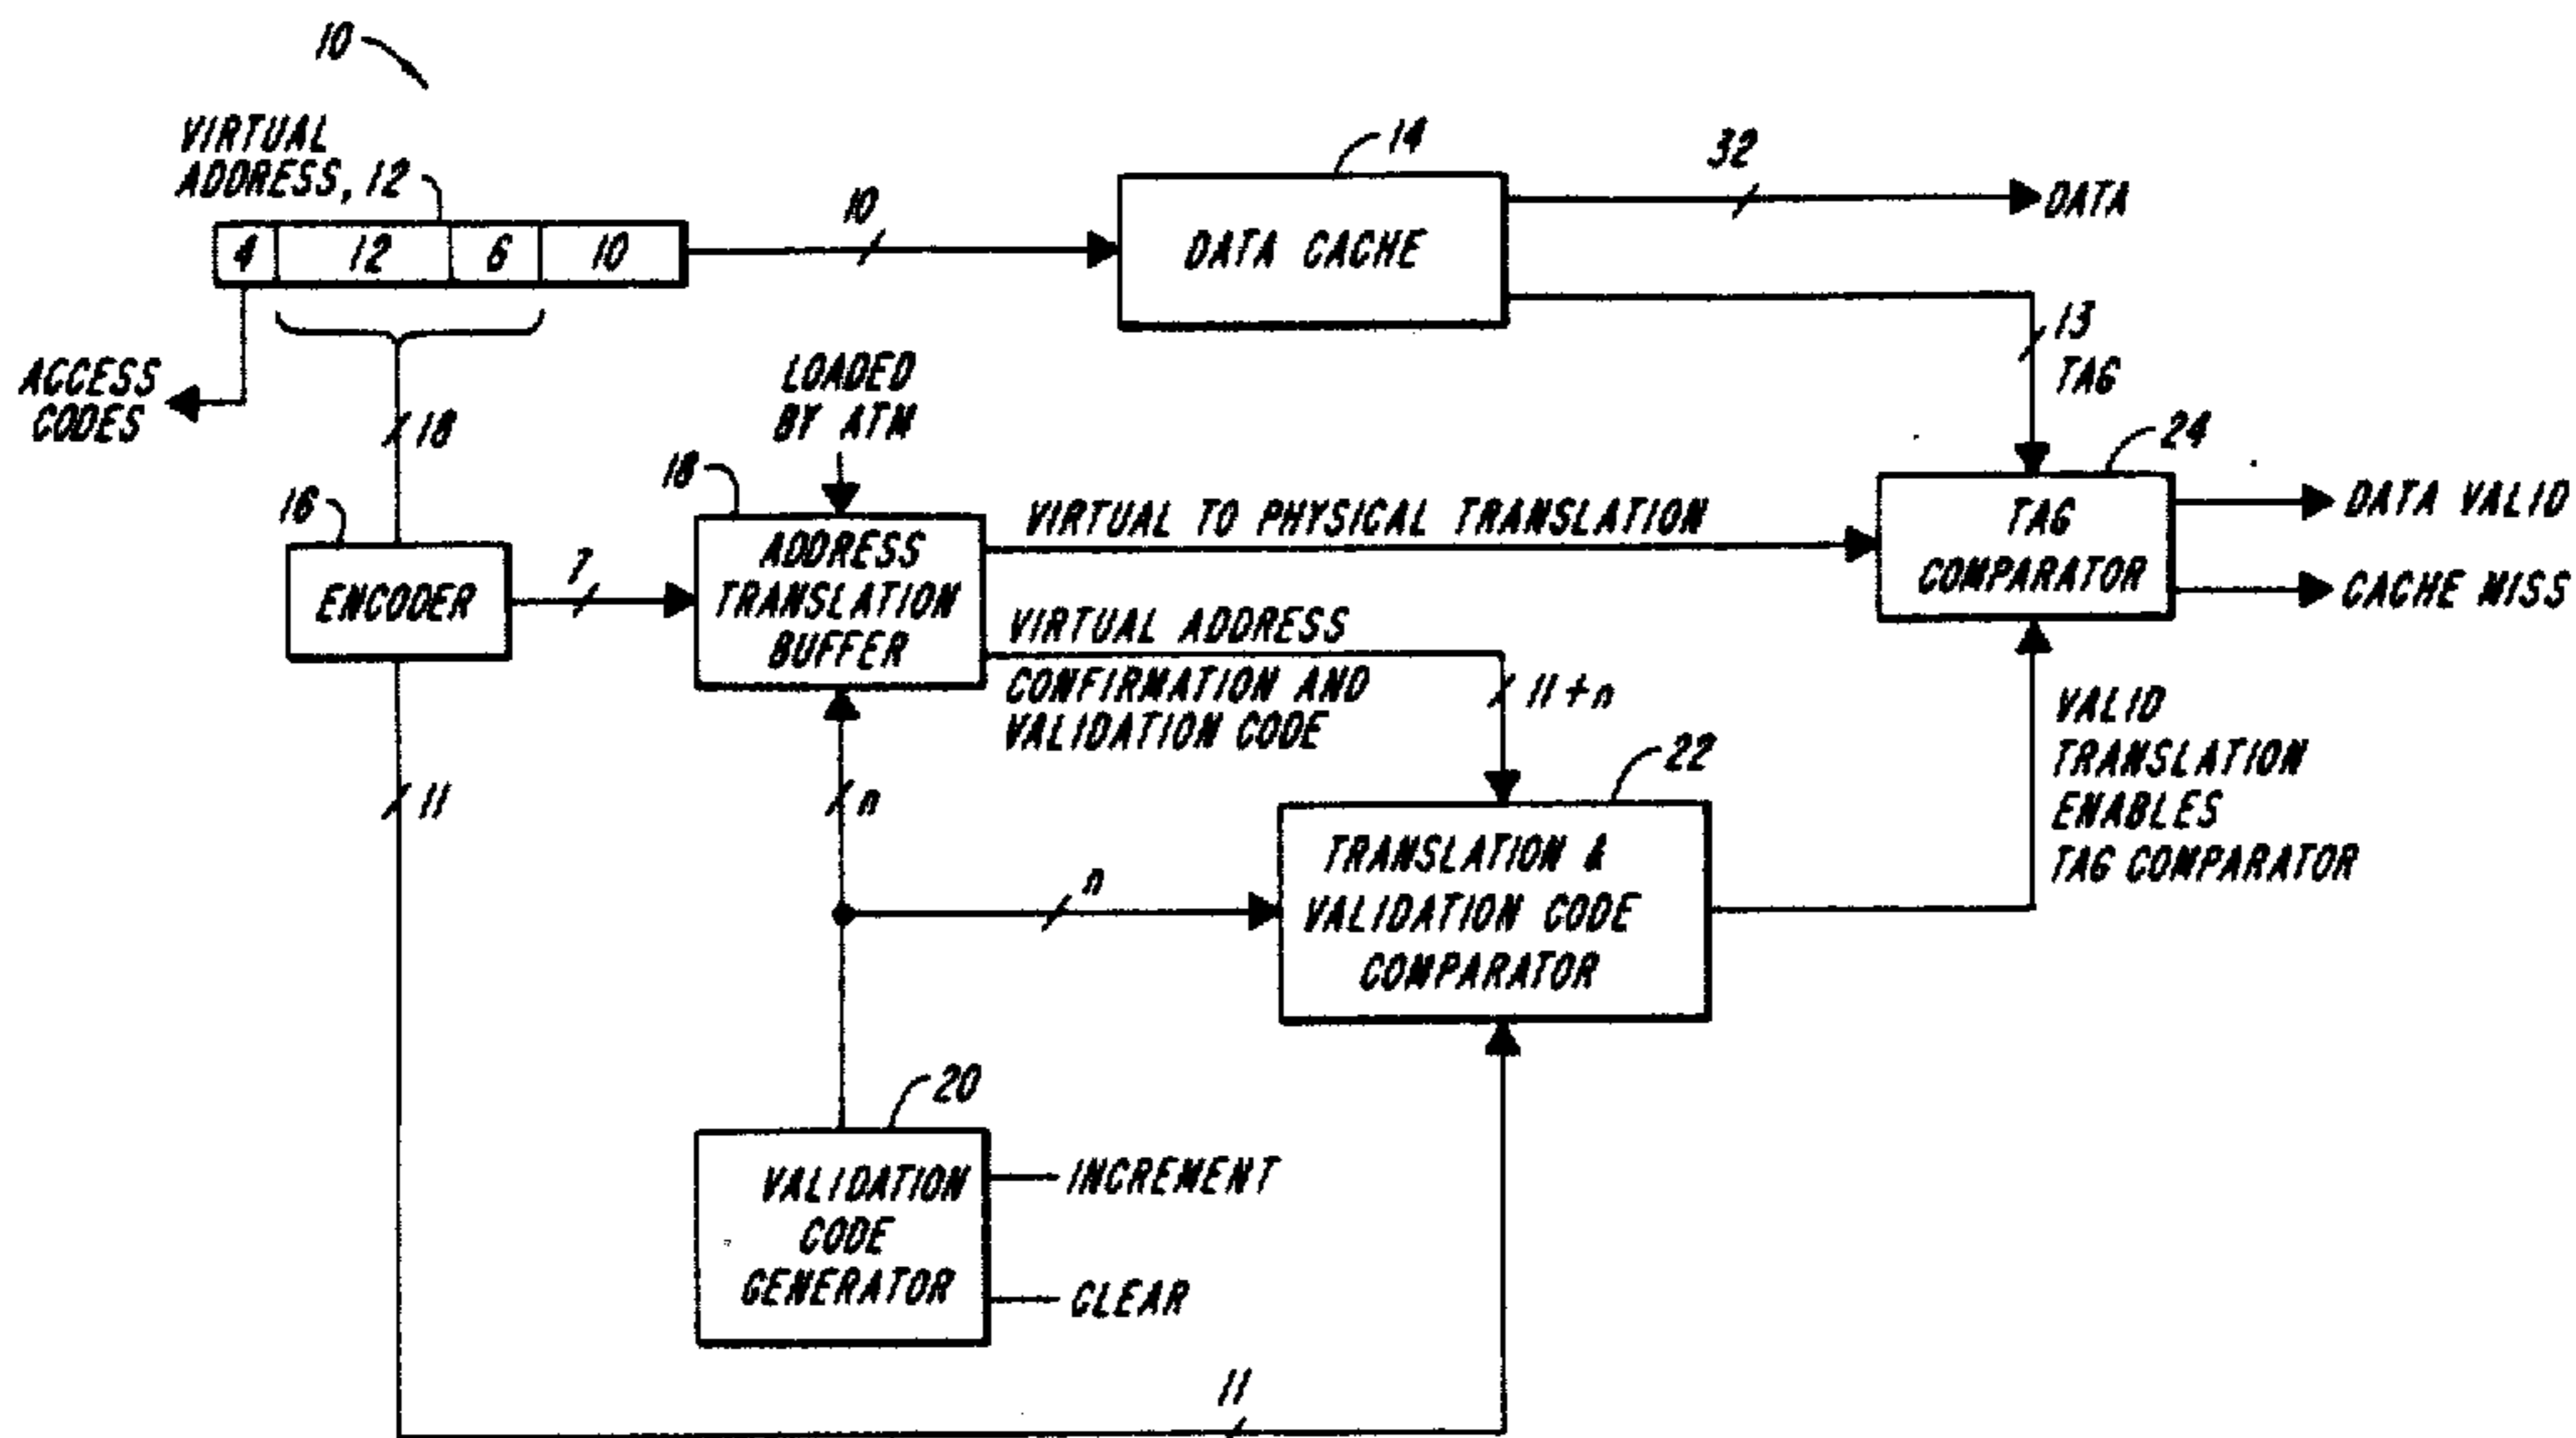 10
VIRTUAL
ADDRESS, 12
4
12
6
10
10
14
DATA CACHE
32
DATA
13
TAG
ACCESS
CODES
18
LOADED
BY ATM
16
ENCODER
7
18
ADDRESS
TRANSLATION
BUFFER
VIRTUAL TO PHYSICAL TRANSLATION
VIRTUAL ADDRESS
CONFIRMATION AND
VALIDATION CODE
11+n
24
TAG
COMPARATOR
DATA VALID
CACHE MISS
VALID
TRANSLATION
ENABLES
TAG COMPARATOR
11
n
n
22
TRANSLATION &
VALIDATION CODE
COMPARATOR
20
VALIDATION
CODE
GENERATOR
INCREMENT
CLEAR
11